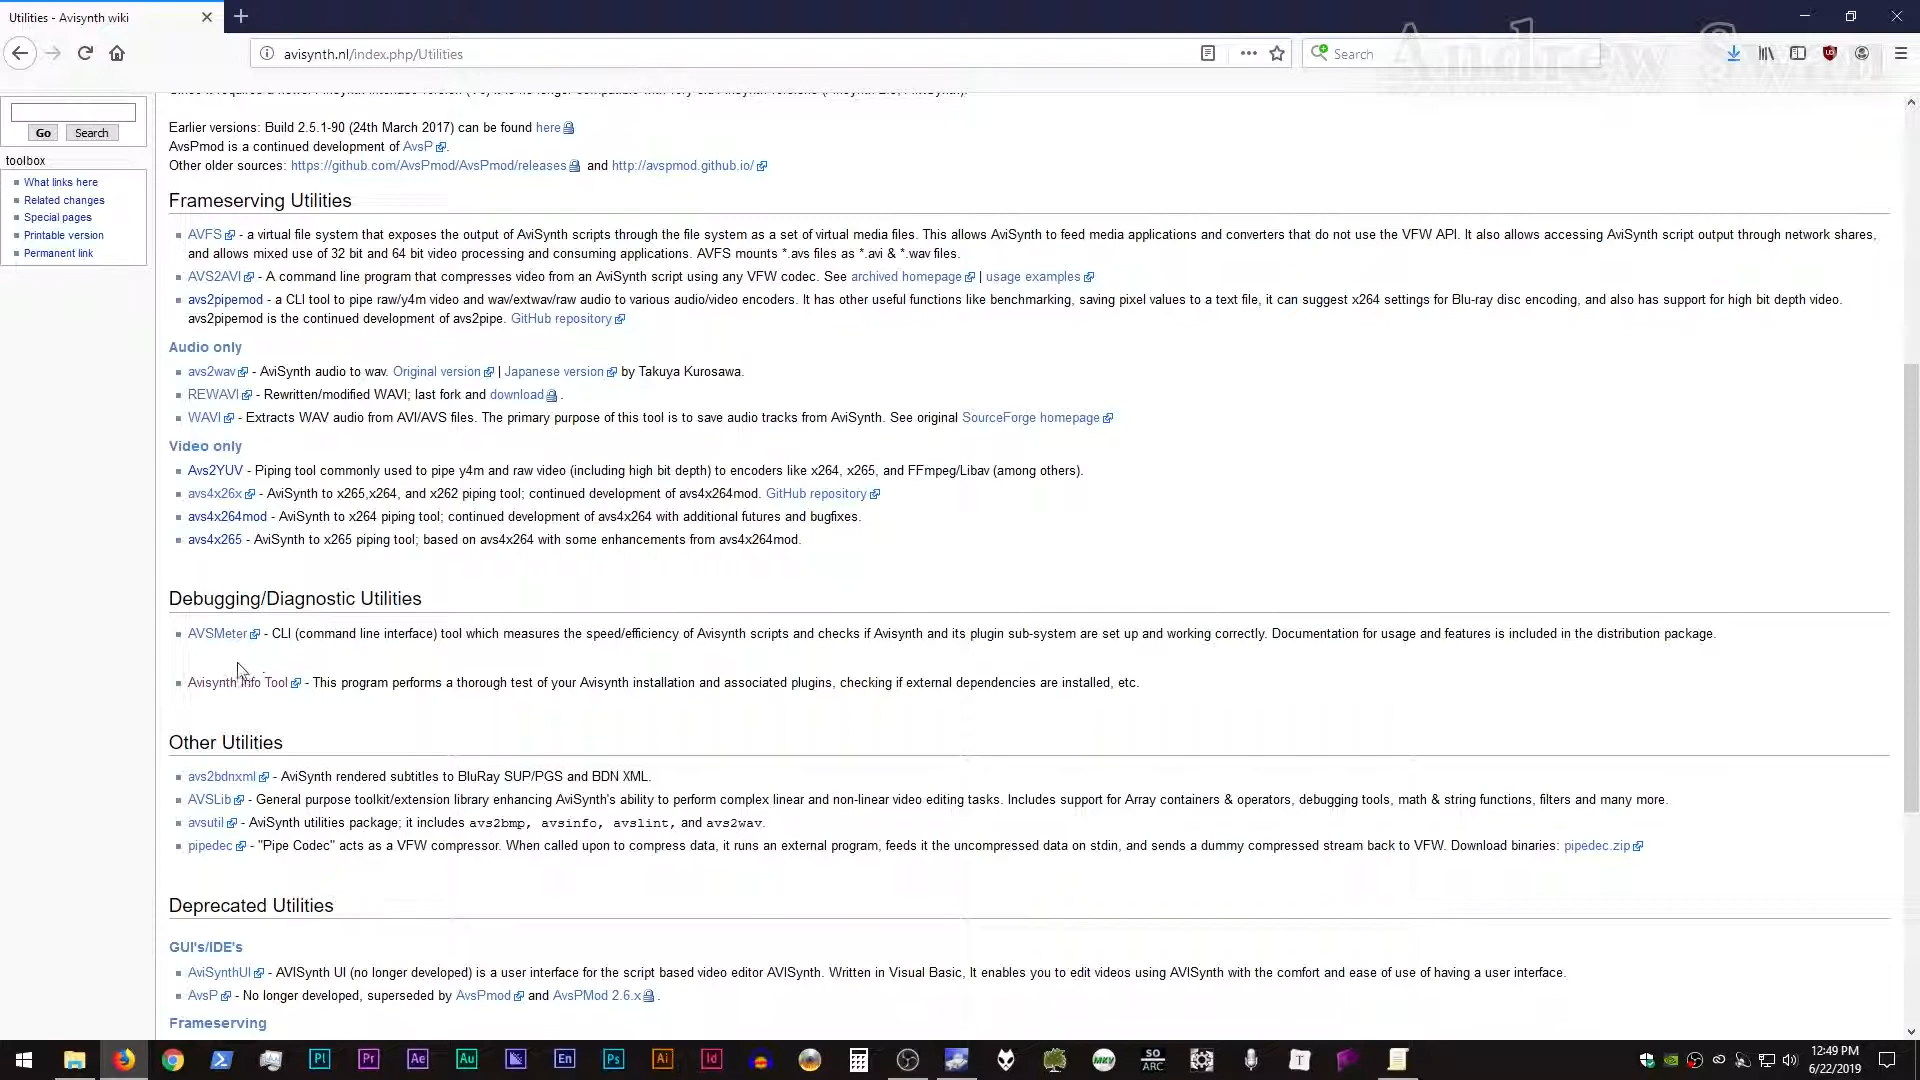 Utilities - Avisynth wiki
avisynth.nl/index.php/Utilities
Search
Andrew S
Go Search
toolbox
What links here
Related changes
Special pages
Printable version
Permanent link
Earlier versions: Build 2.5.1-90 (24th March 2017) can be found here
AvsPmod is a continued development of AvsP.
Other older sources: https://github.com/AvsPmod/AvsPmod/releases and http://avspmod.github.io/
Frameserving Utilities
AVFS - a virtual file system that exposes the output of AviSynth scripts through the file system as a set of virtual media files. This allows AviSynth to feed media applications and converters that do not use the VFW API. It also allows accessing AviSynth script output through network shares,
and allows mixed use of 32 bit and 64 bit video processing and consuming applications. AVFS mounts *.avs files as *.avi & *.wav files.
AVS2AVI - A command line program that compresses video from an AviSynth script using any VFW codec. See archived homepage | usage examples
avs2pipemod - a CLI tool to pipe raw/y4m video and wav/extwav/raw audio to various audio/video encoders. It has other useful functions like benchmarking, saving pixel values to a text file, it can suggest x264 settings for Blu-ray disc encoding, and also has support for high bit depth video.
avs2pipemod is the continued development of avs2pipe. GitHub repository
Audio only
avs2wav - AviSynth audio to wav. Original version | Japanese version by Takuya Kurosawa.
REWAVI - Rewritten/modified WAVI; last fork and download .
WAVI - Extracts WAV audio from AVI/AVS files. The primary purpose of this tool is to save audio tracks from AviSynth. See original SourceForge homepage
Video only
Avs2YUV - Piping tool commonly used to pipe y4m and raw video (including high bit depth) to encoders like x264, x265, and FFmpeg/Libav (among others).
avs4x26x - AviSynth to x265,x264, and x262 piping tool; continued development of avs4x264mod. GitHub repository
avs4x264mod - AviSynth to x264 piping tool; continued development of avs4x264 with additional futures and bugfixes.
avs4x265 - AviSynth to x265 piping tool; based on avs4x264 with some enhancements from avs4x264mod.
Debugging/Diagnostic Utilities
AVSMeter - CLI (command line interface) tool which measures the speed/efficiency of Avisynth scripts and checks if Avisynth and its plugin sub-system are set up and working correctly. Documentation for usage and features is included in the distribution package.
Avisynth Info Tool - This program performs a thorough test of your Avisynth installation and associated plugins, checking if external dependencies are installed, etc.
Other Utilities
avs2bdnxml - AviSynth rendered subtitles to BluRay SUP/PGS and BDN XML.
AVSLib - General purpose toolkit/extension library enhancing AviSynth's ability to perform complex linear and non-linear video editing tasks. Includes support for Array containers & operators, debugging tools, math & string functions, filters and many more.
avsutil - AviSynth utilities package; it includes avs2bmp, avsinfo, avslint, and avs2wav.
pipedec - "Pipe Codec" acts as a VFW compressor. When called upon to compress data, it runs an external program, feeds it the uncompressed data on stdin, and sends a dummy compressed stream back to VFW. Download binaries: pipedec.zip
Deprecated Utilities
GUI's/IDE's
AviSynthUI - AVISynth UI (no longer developed) is a user interface for the script based video editor AVISynth. Written in Visual Basic, It enables you to edit videos using AVISynth with the comfort and ease of use of having a user interface.
AvsP - No longer developed, superseded by AvsPmod and AvsPMod 2.6.x .
Frameserving
Pl Pr Ae Au En Ps Ai Id MKV SO ARC T
12:49 PM
6/22/2019